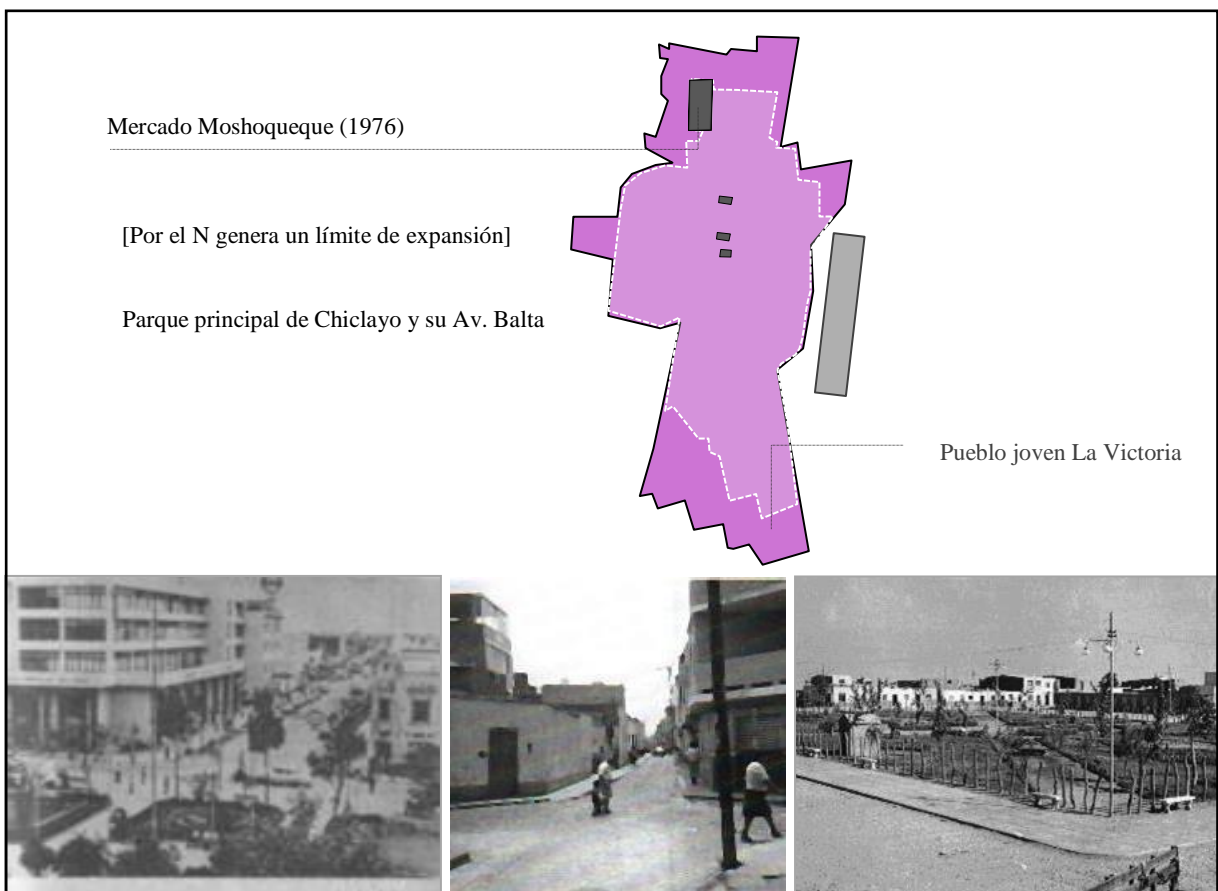 Mercado Moshoqueque (1976)
[Por el N genera un límite de expansión]
Parque principal de Chiclayo y su Av. Balta
Pueblo joven La Victoria